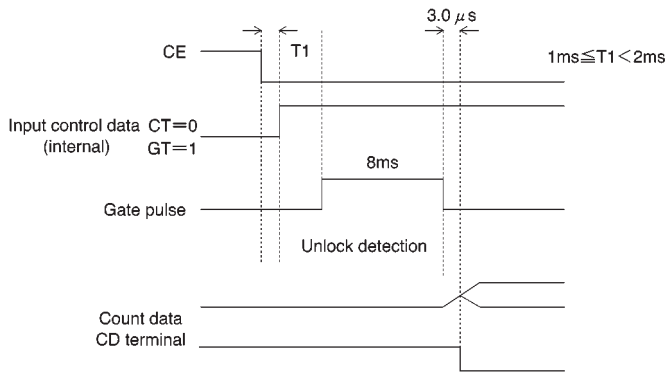 3.0 μs
CE
T1
1ms≦T1<2ms
Input control data CT=0
(internal) GT=1
8ms
Gate pulse
Unlock detection
Count data
CD terminal